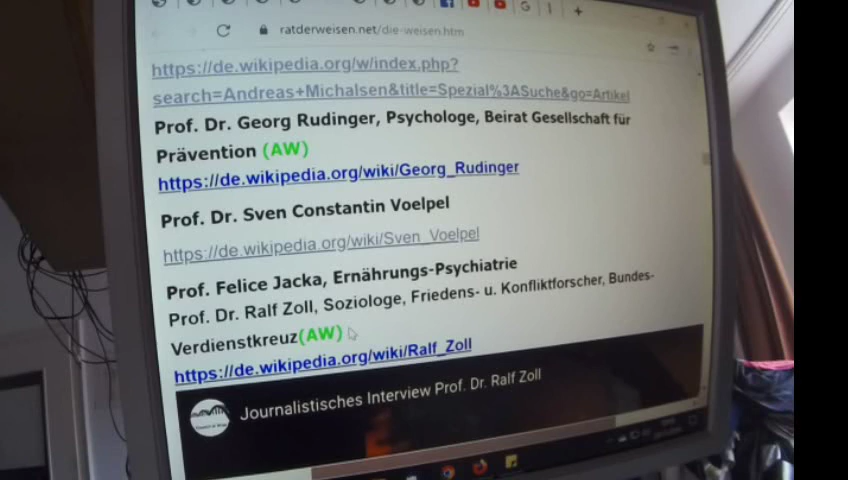 ratderweisen.net/die-weisen.htm
https://de.wikipedia.org/w/index.php?
search=Andreas+Michalsen&title=Spezial%3ASuche&go=Artikel
Prof. Dr. Georg Rudinger, Psychologe, Beirat Gesellschaft für
Prävention (AW)
https://de.wikipedia.org/wiki/Georg_Rudinger
Prof. Dr. Sven Constantin Voelpel
https://de.wikipedia.org/wiki/Sven_Voelpel
Prof. Felice Jacka, Ernährungs-Psychiatrie
Prof. Dr. Ralf Zoll, Soziologe, Friedens- u. Konfliktforscher, Bundes-
Verdienstkreuz(AW)
https://de.wikipedia.org/wiki/Ralf_Zoll
Journalistisches Interview Prof. Dr. Ralf Zoll